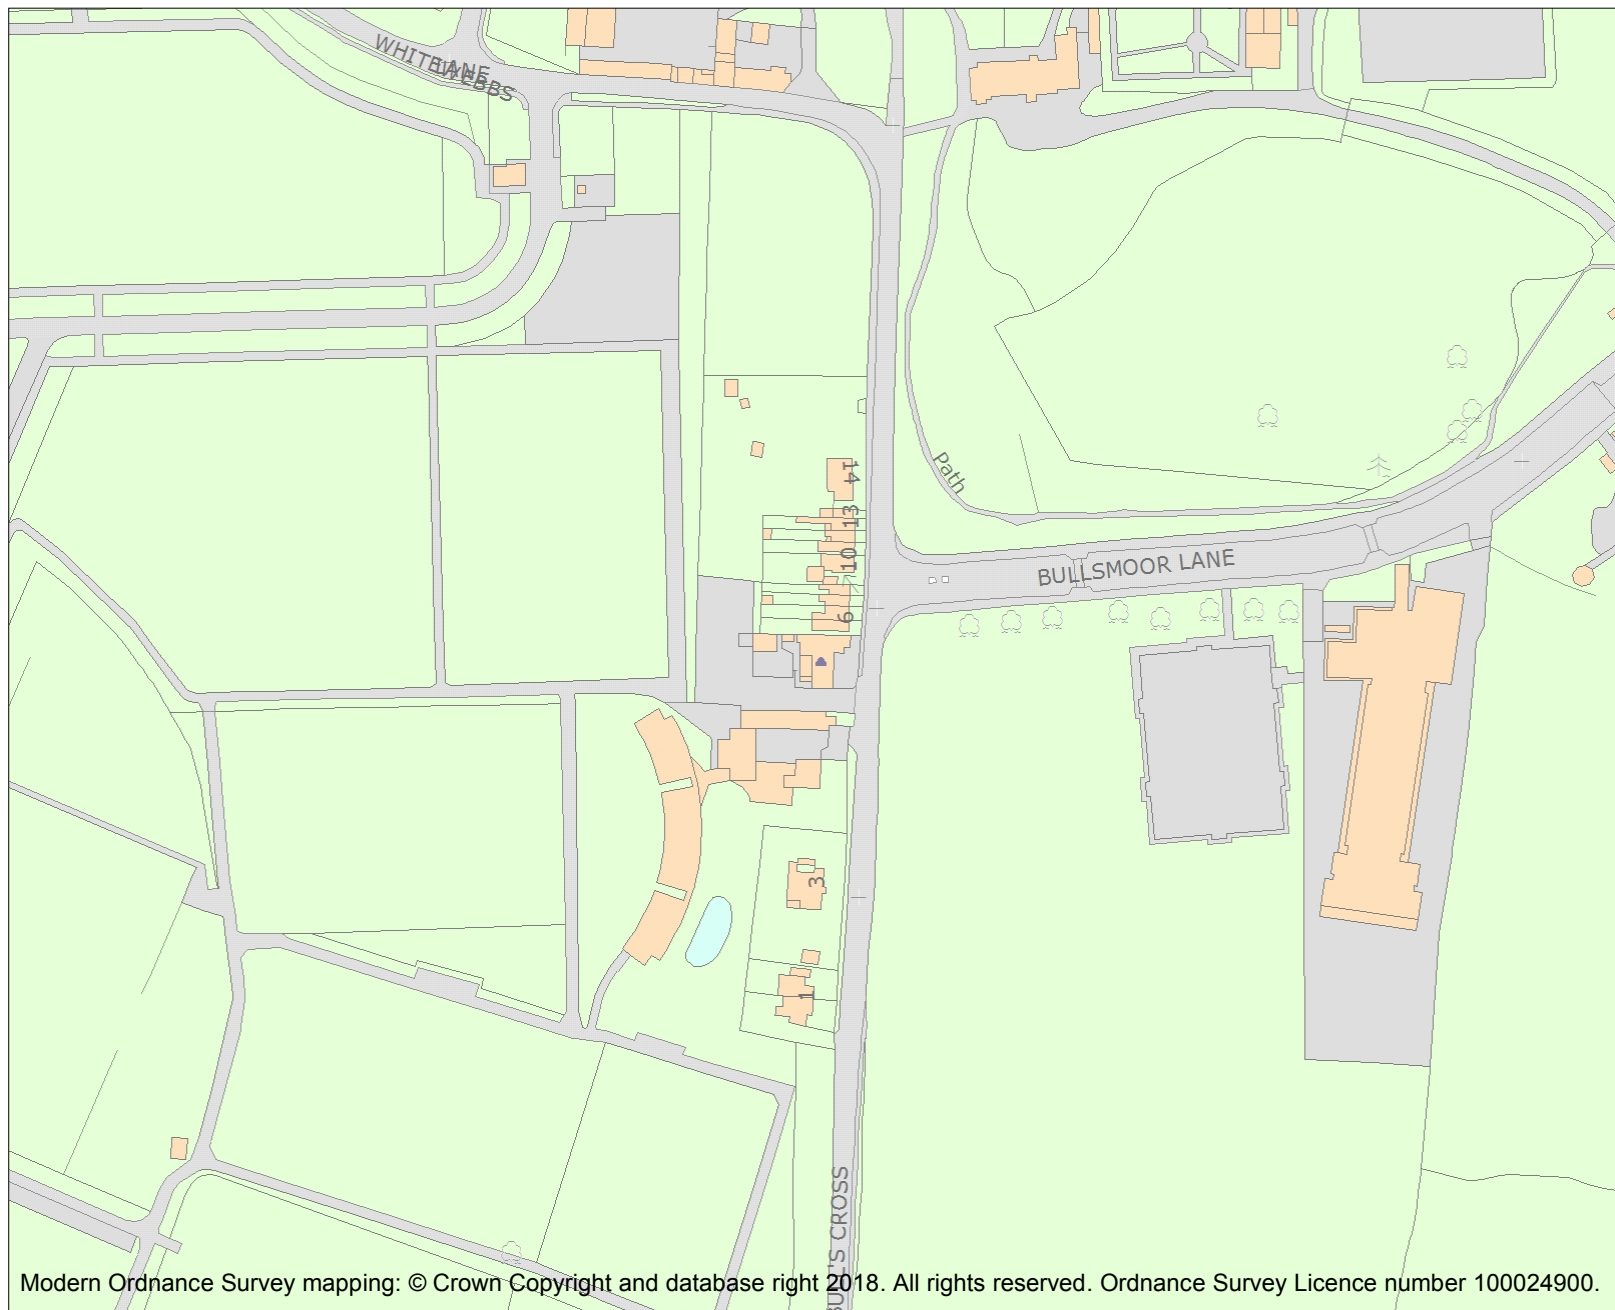 WHITEWEBBS
LANE
14
13
10
9
Path
BULLSMOOR LANE
3
1
BULL'S CROSS
Modern Ordnance Survey mapping: © Crown Copyright and database right 2018. All rights reserved. Ordnance Survey Licence number 100024900.